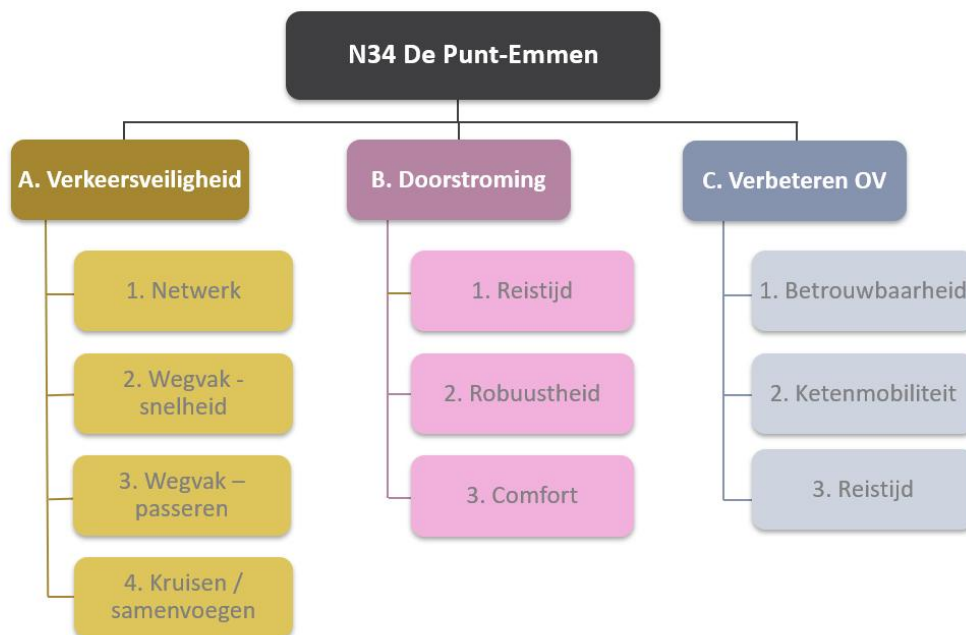 N34 De Punt-Emmen
A. Verkeersveiligheid
1. Netwerk
2. Wegvak -
snelheid
3. Wegvak –
passeren
4. Kruisen /
samenvoegen
B. Doorstroming
1. Reistijd
2. Robuustheid
3. Comfort
C. Verbeteren OV
1. Betrouwbaarheid
2. Ketenmobiliteit
3. Reistijd